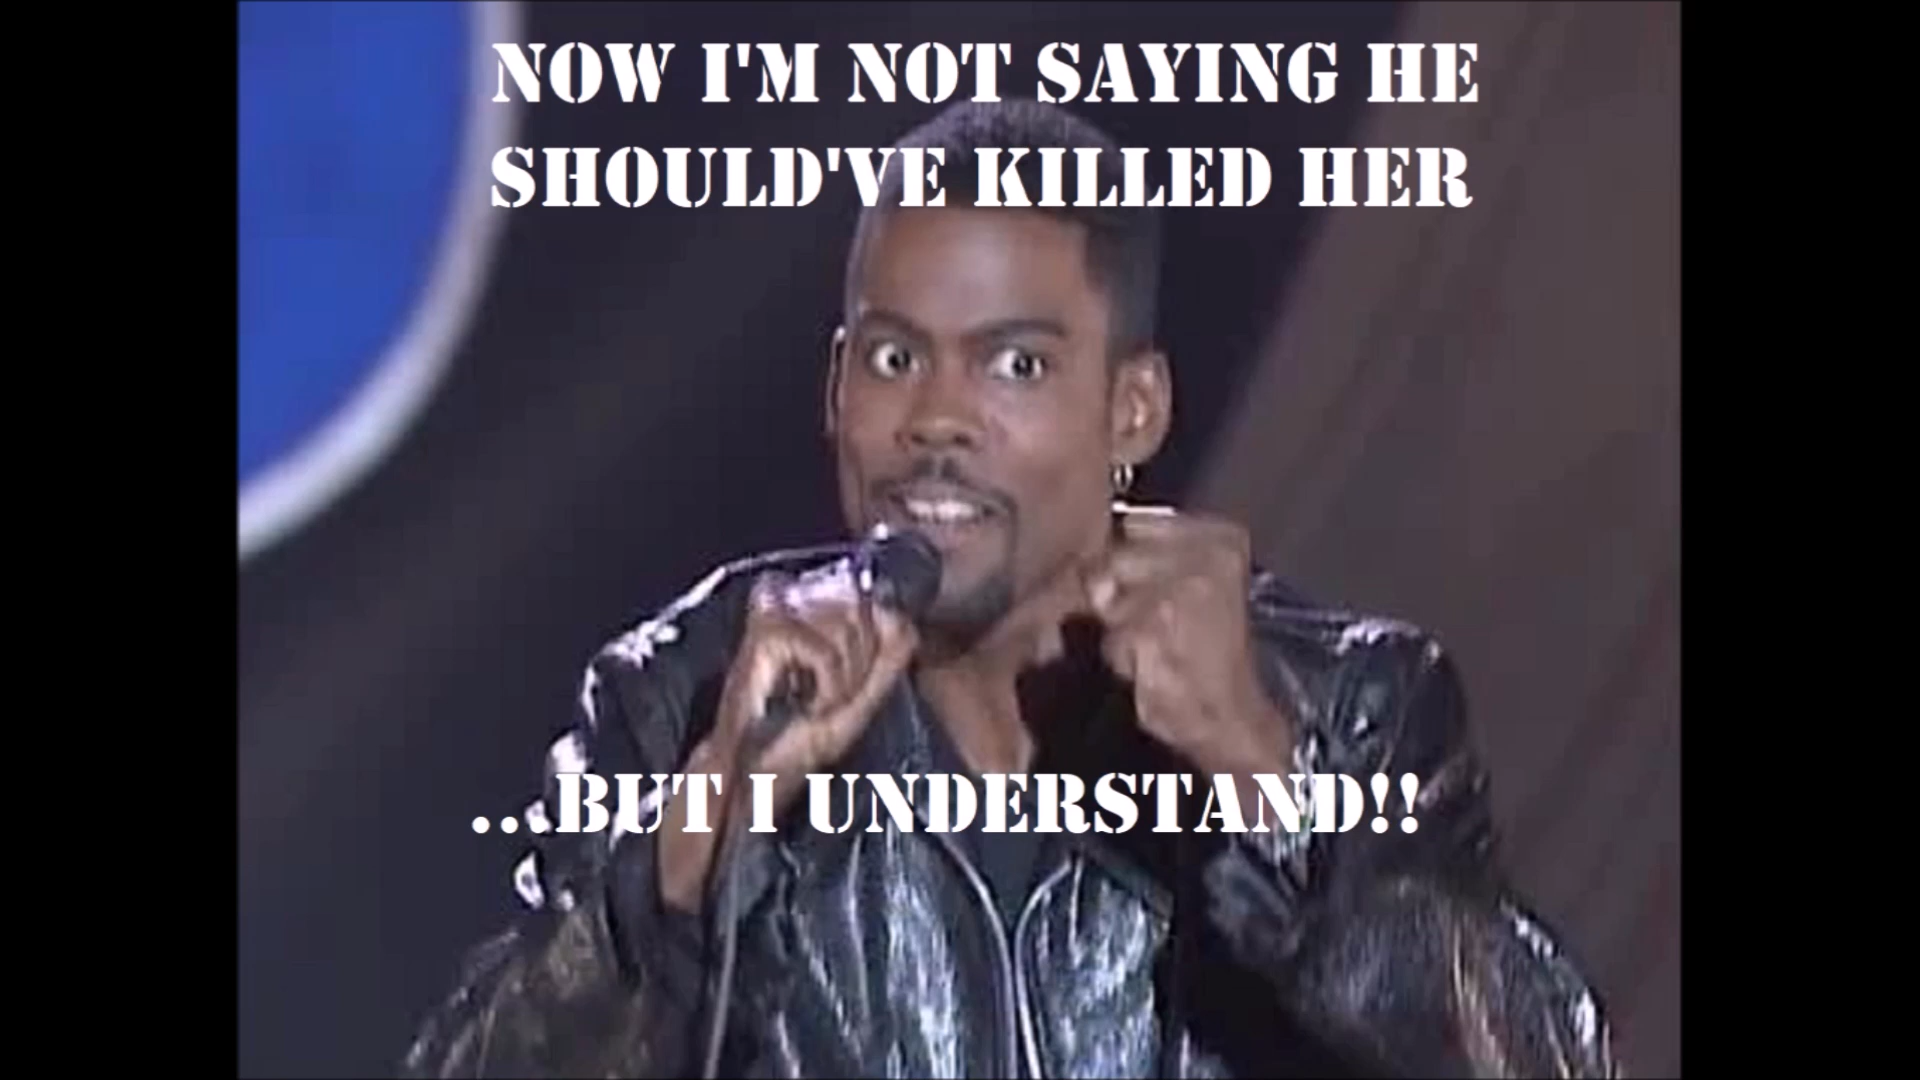 NOW I'M NOT SAYING HE
SHOULD'VE KILLED HER
...BUT I UNDERSTAND!!